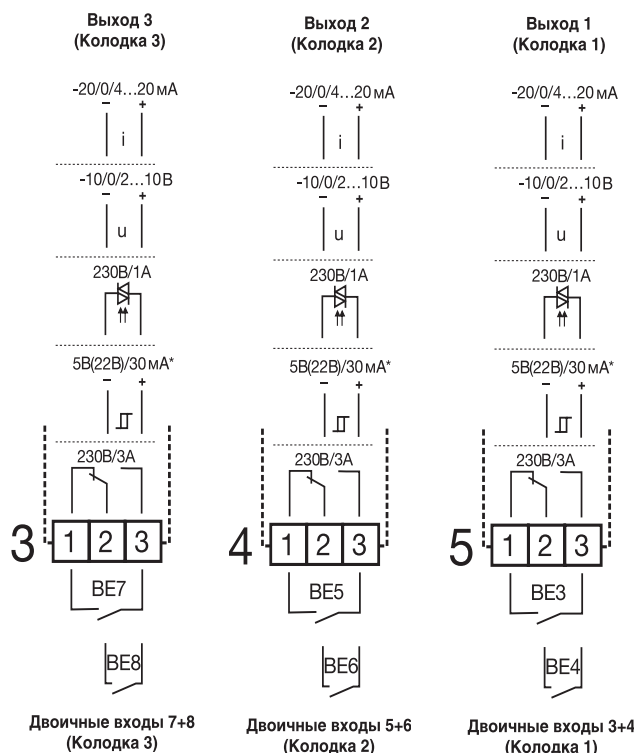 Выход 3
(Колодка 3)
-20/0/4...20 мА
− +
i
-10/0/2...10 В
− +
u
230В/1А
5В(22В)/30 мА*
− +
230В/3А
3 1 2 3
BE7
BE8
Двоичные входы 7+8
(Колодка 3)
Выход 2
(Колодка 2)
-20/0/4...20 мА
− +
i
-10/0/2...10 В
− +
u
230В/1А
5В(22В)/30 мА*
− +
230В/3А
4 1 2 3
BE5
BE6
Двоичные входы 5+6
(Колодка 2)
Выход 1
(Колодка 1)
-20/0/4...20 мА
− +
i
-10/0/2...10В
− +
u
230В/1А
5В(22В)/30 мА*
− +
230В/3А
5 1 2 3
BE3
BE4
Двоичные входы 3+4
(Колодка 1)